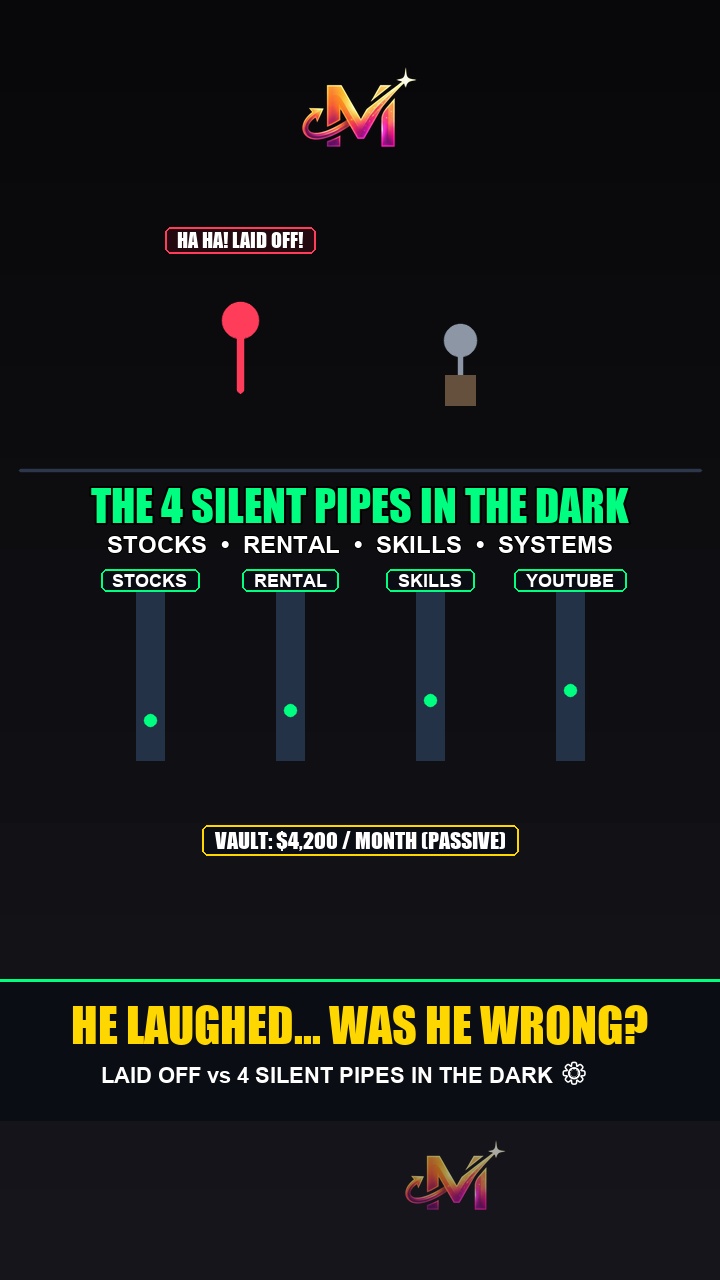 M
HA HA! LAID OFF!
THE 4 SILENT PIPES IN THE DARK
STOCKS • RENTAL • SKILLS • SYSTEMS
STOCKS RENTAL SKILLS YOUTUBE
VAULT: $4,200 / MONTH (PASSIVE)
HE LAUGHED... WAS HE WRONG?
LAID OFF vs 4 SILENT PIPES IN THE DARK
M